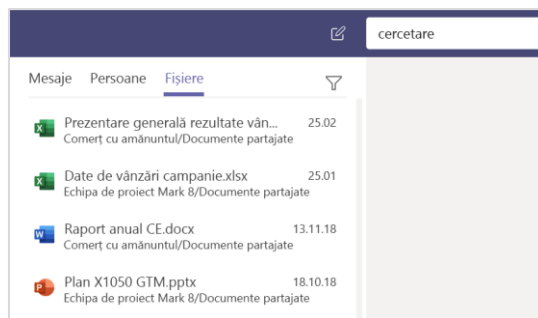 cercetare
Mesaje Persoane Fișiere
Prezentare generală rezultate vân... 25.02
Comerț cu amănuntul/Documente partajate
Date de vânzări campanie.xlsx 25.01
Echipa de proiect Mark 8/Documente partajate
Raport anual CE.docx 13.11.18
Comerț cu amănuntul/Documente partajate
Plan X1050 GTM.pptx 18.10.18
Echipa de proiect Mark 8/Documente partajate